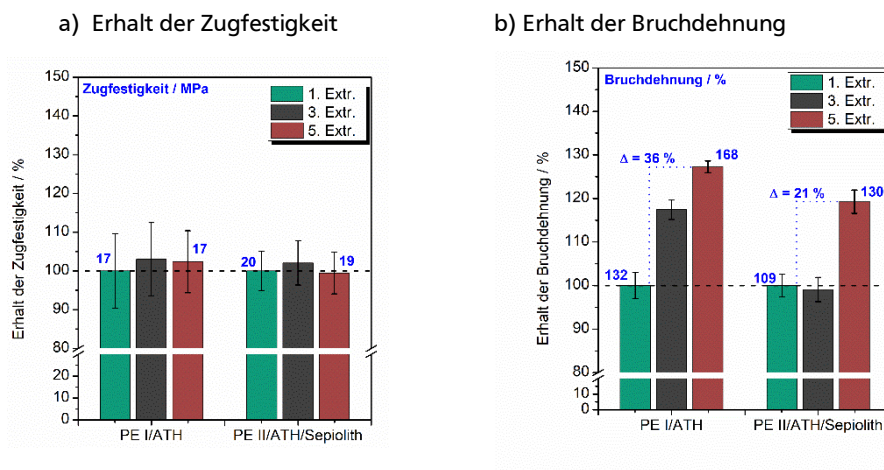 a) Erhalt der Zugfestigkeit
Erhalt der Zugfestigkeit / %
150
140
130
120
110
100
90
80
20
10
0
Zugfestigkeit / MPa
1. Extr.
3. Extr.
5. Extr.
17
17
20
19
PE I/ATH
PE II/ATH/Sepiolith
b) Erhalt der Bruchdehnung
Erhalt der Bruchdehnung / %
150
140
130
120
110
100
90
80
10
0
Bruchdehnung / %
1. Extr.
3. Extr.
5. Extr.
Δ = 36 %
168
Δ = 21 %
130
132
109
PE I/ATH
PE II/ATH/Sepiolith